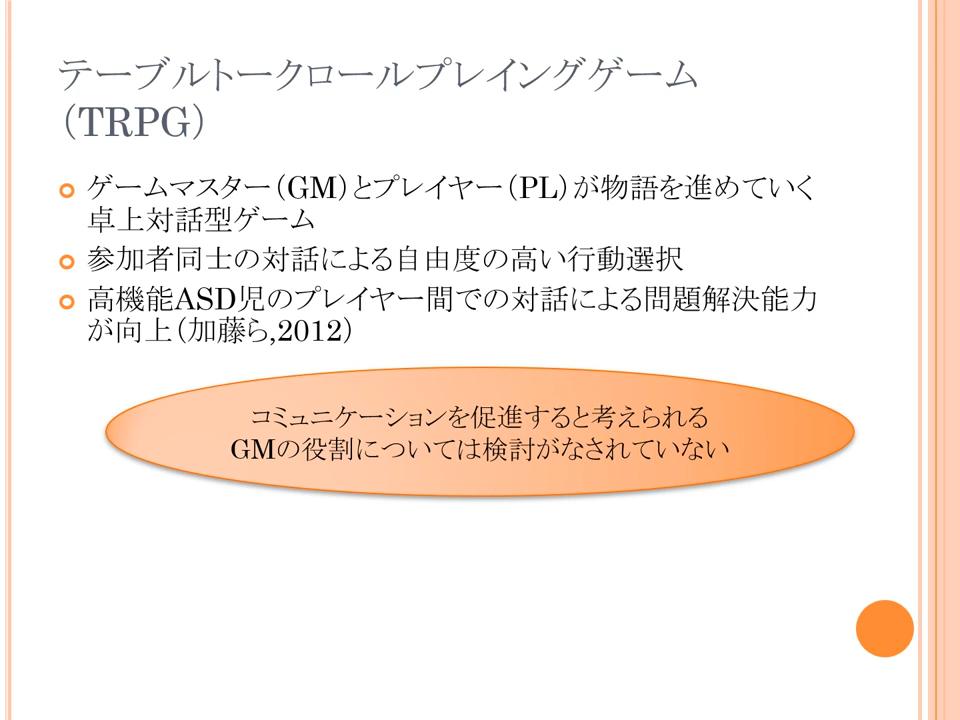 テーブルトークロールプレイングゲーム
（TRPG）
ゲームマスター（GM）とプレイヤー（PL）が物語を進めていく
卓上対話型ゲーム
参加者同士の対話による自由度の高い行動選択
高機能ASD児のプレイヤー間での対話による問題解決能力
が向上（加藤ら,2012）
コミュニケーションを促進すると考えられる
GMの役割については検討がなされていない